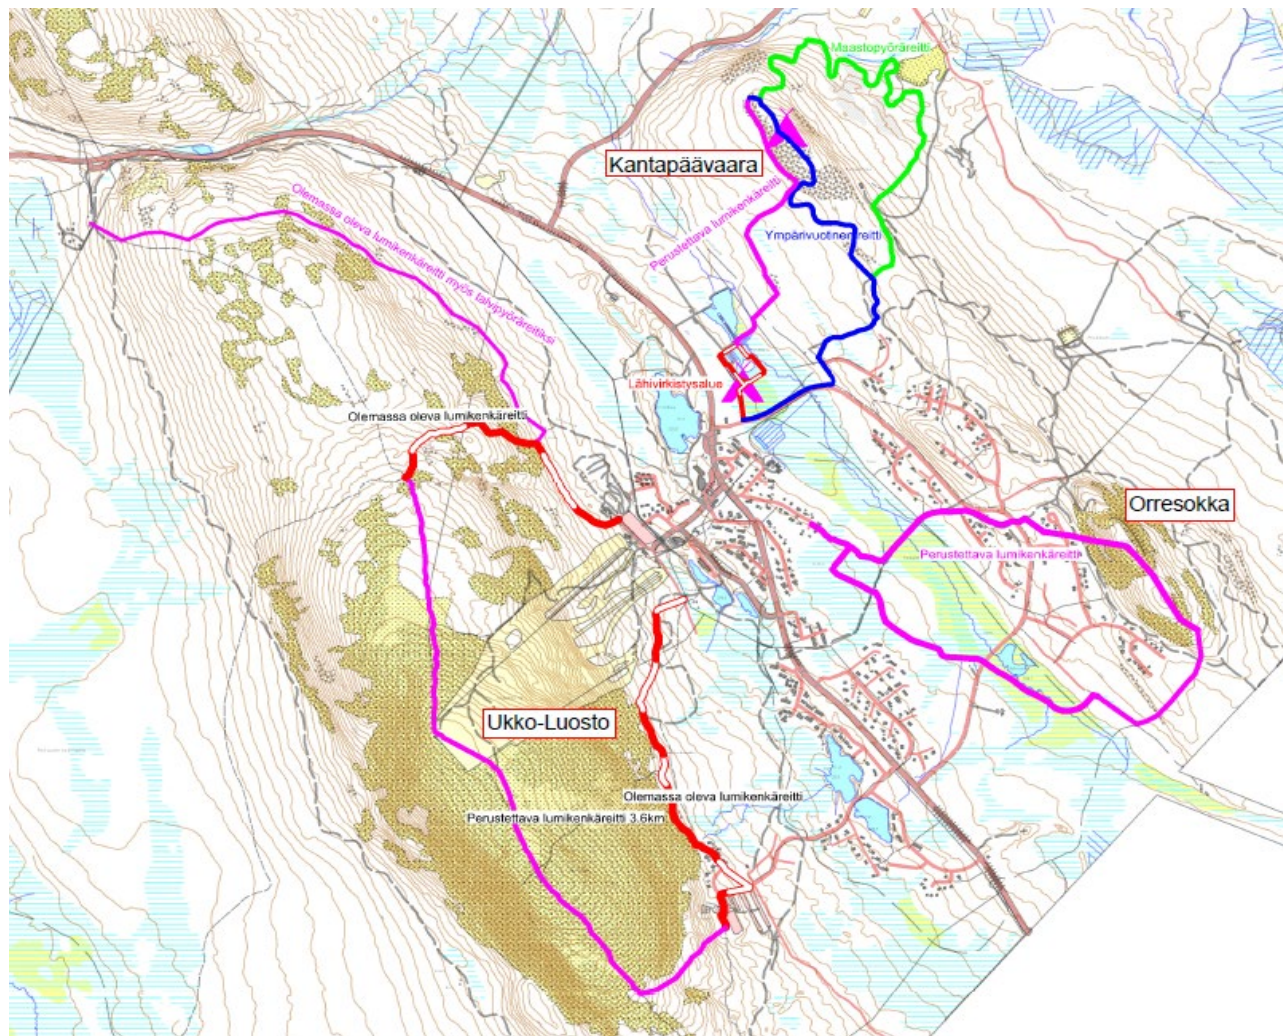 Maastopyöräreitti
Kantapäävaara
Perustettava lumikenkäreitti
Olemassa oleva lumikenkäreitti myös talvipyöräreitiksi
Ympärivuotinen reitti
Lähivirkistysalue
Olemassa oleva lumikenkäreitti
Orresokka
Perustettava lumikenkäreitti
Ukko-Luosto
Olemassa oleva lumikenkäreitti
Perustettava lumikenkäreitti 3.6km